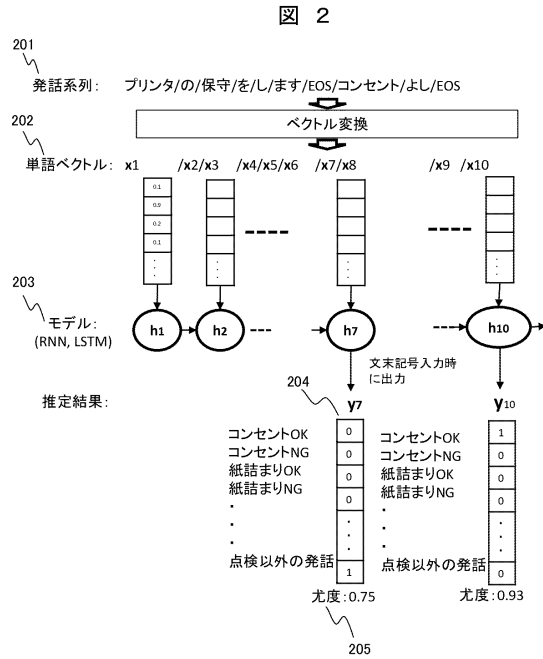 図 2
201
発話系列: プリンタ/の/保守/を/し/ます/EOS/コンセント/よし/EOS
ベクトル変換
202
単語ベクトル: x1 /x2/x3 /x4/x5/x6 /x7/x8 /x9 /x10
0.1
0.9
0.2
0.1
203
モデル:
(RNN, LSTM)
h1 h2 h7 h10
文末記号入力時
に出力
204
推定結果: y7 y10
コンセントOK 0 コンセントOK 1
コンセントNG 0 コンセントNG 0
紙詰まりOK 0 紙詰まりOK 0
紙詰まりNG 0 紙詰まりNG 0
点検以外の発話 1 点検以外の発話 0
尤度:0.75 尤度:0.93
205